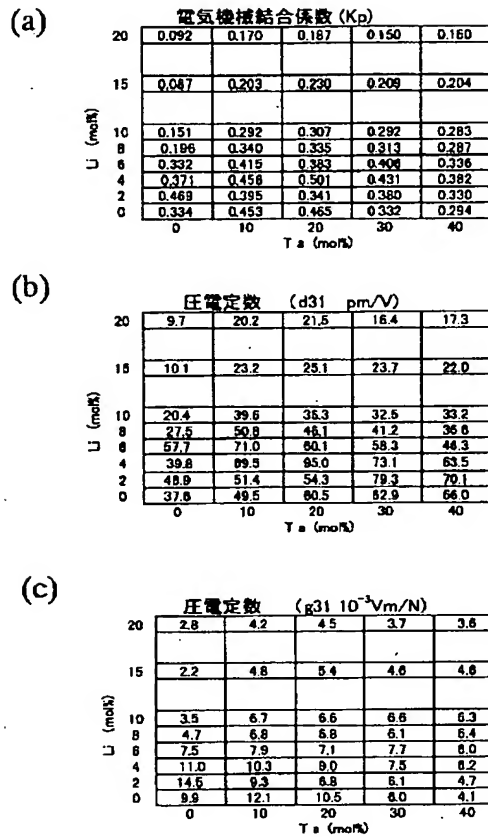 (a)
電気機械結合係数 (Kp)
20 0.092 0.170 0.187 0.150 0.160
15 0.087 0.203 0.230 0.209 0.204
10 0.151 0.292 0.307 0.292 0.283
8 0.196 0.340 0.335 0.313 0.287
6 0.332 0.415 0.383 0.406 0.336
4 0.371 0.456 0.501 0.431 0.382
2 0.469 0.395 0.341 0.380 0.330
0 0.334 0.453 0.465 0.332 0.294
Li (mol%)
0 10 20 30 40
Ta (mol%)
(b)
圧電定数 (d31 pm/V)
20 9.7 20.2 21.5 16.4 17.3
15 10.1 23.2 25.1 23.7 22.0
10 20.4 39.6 38.3 32.5 33.2
8 27.5 50.8 46.1 41.2 36.6
6 57.7 71.0 60.1 58.3 46.3
4 39.8 69.5 95.0 73.1 63.5
2 48.9 51.4 54.3 79.3 70.1
0 37.6 49.5 60.5 62.9 66.0
Li (mol%)
0 10 20 30 40
Ta (mol%)
(c)
圧電定数 (g31 10⁻³Vm/N)
20 2.8 4.2 4.5 3.7 3.6
15 2.2 4.8 5.4 4.6 4.6
10 3.5 6.7 6.6 6.6 6.3
8 4.7 6.8 6.8 6.1 6.4
6 7.5 7.9 7.1 7.7 6.0
4 11.0 10.3 9.0 7.5 6.2
2 14.5 9.3 6.8 6.1 4.7
0 9.9 12.1 10.5 6.0 4.1
Li (mol%)
0 10 20 30 40
Ta (mol%)